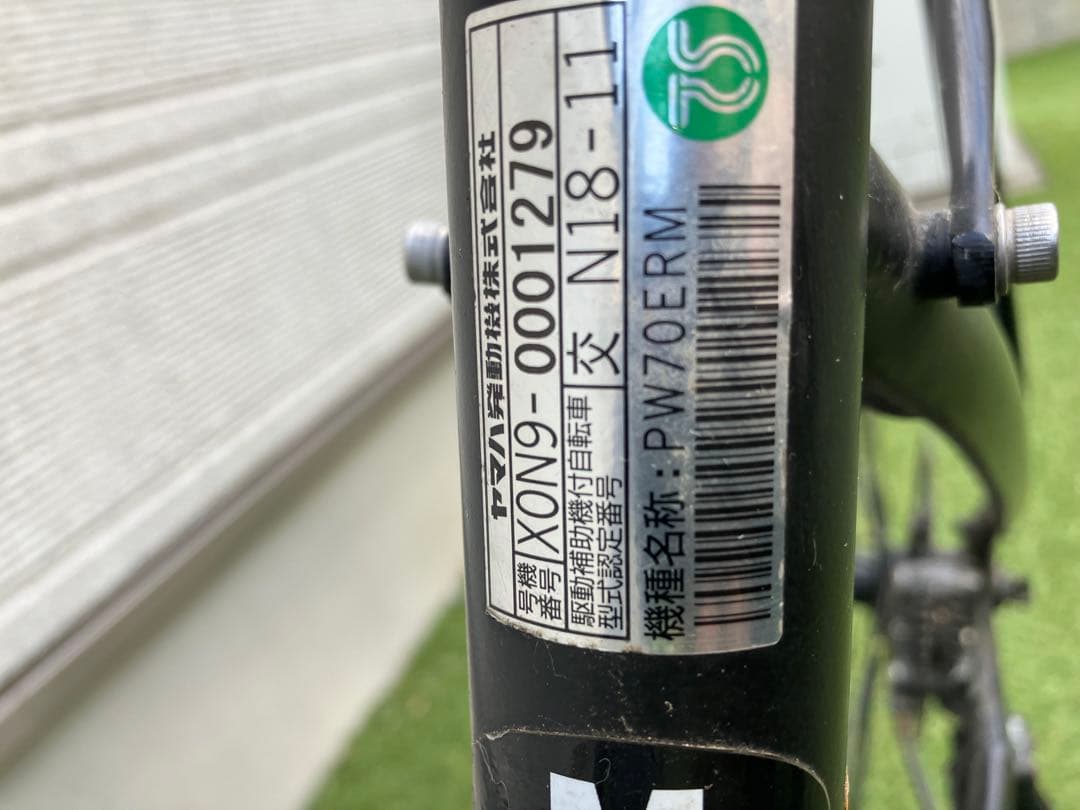 ヤマハ発動機株式会社
号機番号 X0N9-0001279
駆動補助機付自転車
型式認定番号 交 N18-11
機種名称:PW70ERM
TS
M